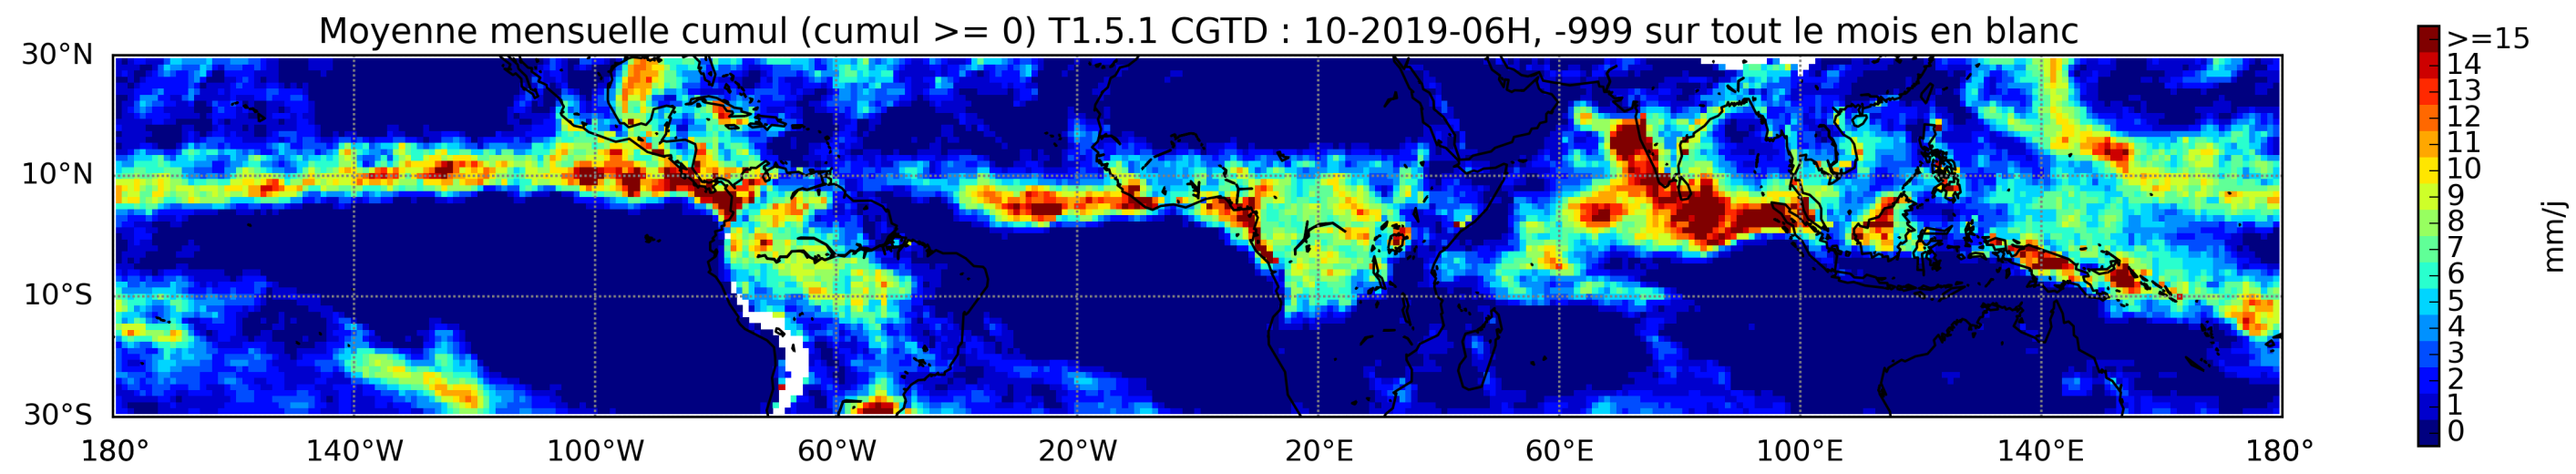 Moyenne mensuelle cumul (cumul >= 0) T1.5.1 CGTD : 10-2019-06H, -999 sur tout le mois en blanc
30°N
10°N
10°S
30°S
180°
140°W
100°W
60°W
20°W
20°E
60°E
100°E
140°E
180°
>=15
14
13
12
11
10
9
8
7
6
5
4
3
2
1
0
mm/j